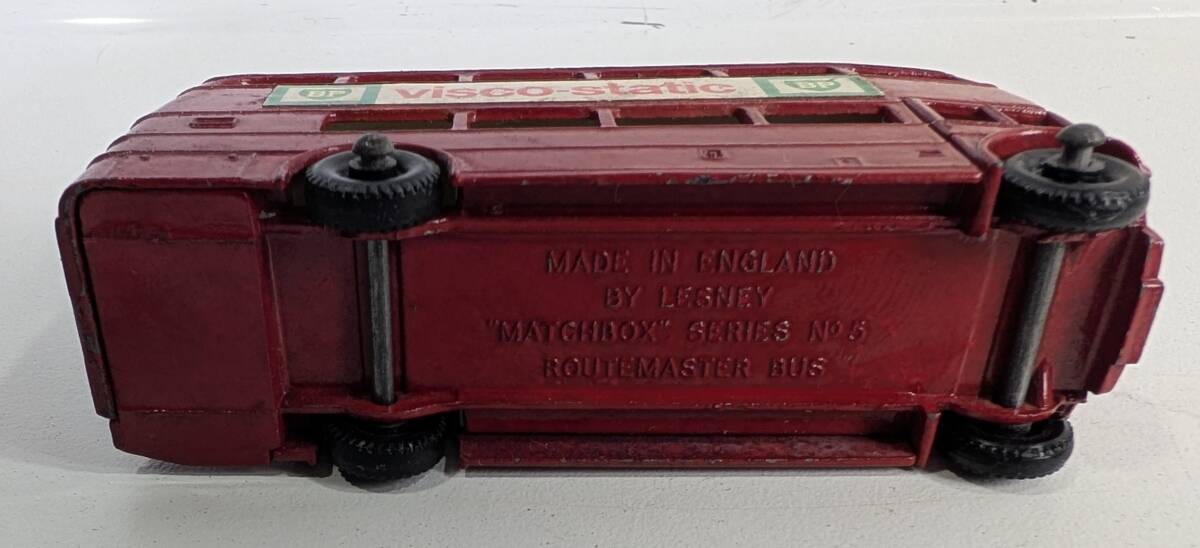 BP visco-static BP
MADE IN ENGLAND
BY LESNEY
"MATCHBOX" SERIES Nº 5
ROUTEMASTER BUS